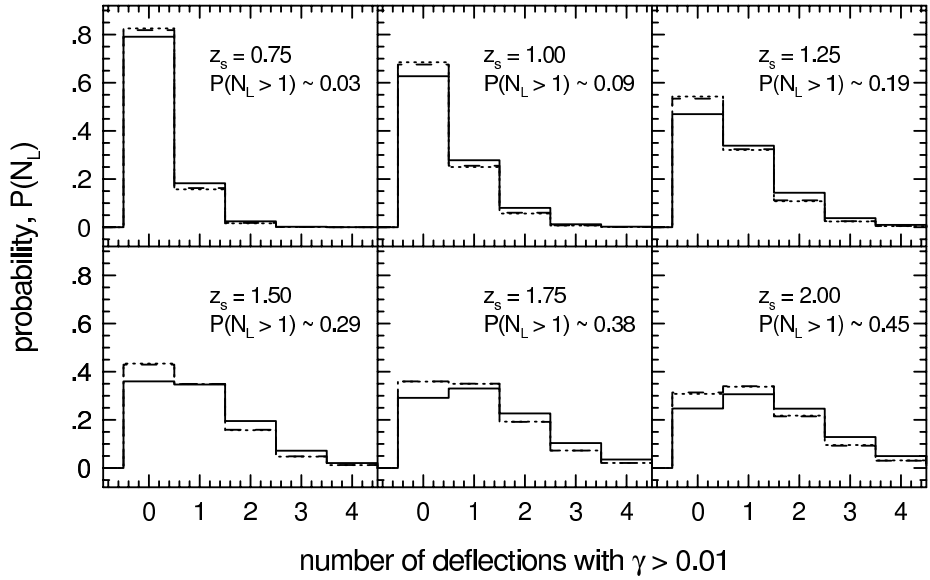 probability, P(N_L)
.8
.6
.4
.2
0
z_s = 0.75
P(N_L > 1) ~ 0.03
z_s = 1.00
P(N_L > 1) ~ 0.09
z_s = 1.25
P(N_L > 1) ~ 0.19
.8
.6
.4
.2
0
z_s = 1.50
P(N_L > 1) ~ 0.29
z_s = 1.75
P(N_L > 1) ~ 0.38
z_s = 2.00
P(N_L > 1) ~ 0.45
0 1 2 3 4 0 1 2 3 4 0 1 2 3 4
number of deflections with γ > 0.01